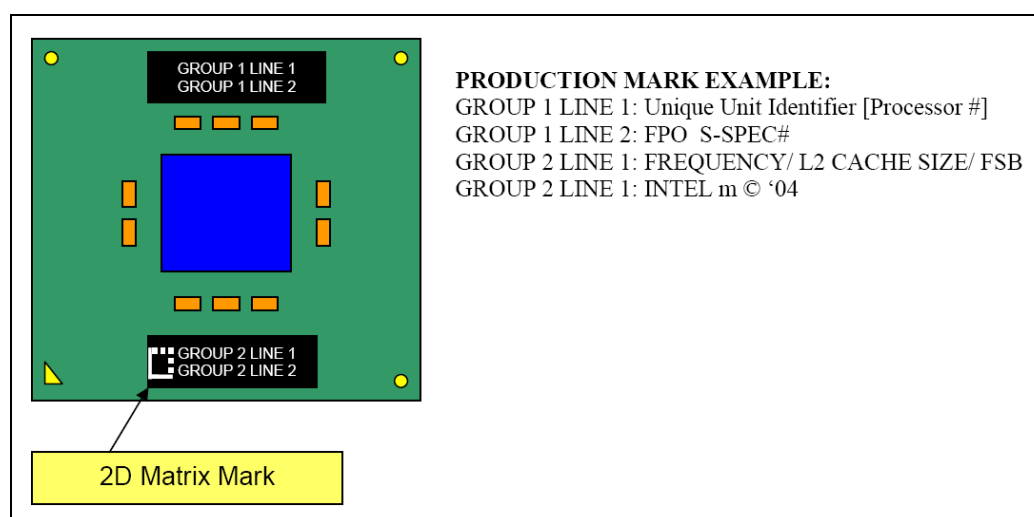 GROUP 1 LINE 1
GROUP 1 LINE 2
GROUP 2 LINE 1
GROUP 2 LINE 2
2D Matrix Mark
PRODUCTION MARK EXAMPLE:
GROUP 1 LINE 1: Unique Unit Identifier [Processor #]
GROUP 1 LINE 2: FPO S-SPEC#
GROUP 2 LINE 1: FREQUENCY/ L2 CACHE SIZE/ FSB
GROUP 2 LINE 1: INTEL m © ‘04